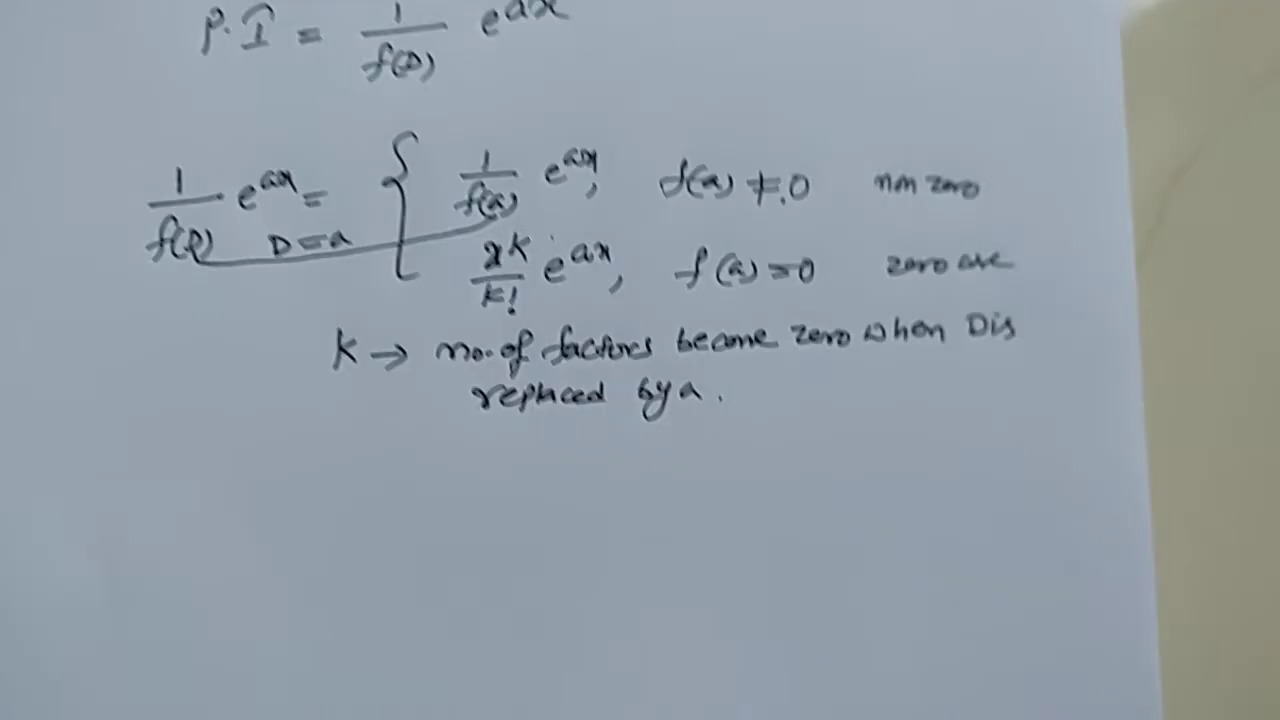 P.I = 1/f(D) e^ax
1/f(D) e^ax = { 1/f(a) e^ax, f(a) ≠ 0 non zero
D = a
x^k/k! e^ax, f(a) = 0 zero
k → no. of factors become zero when D is
replaced by a.